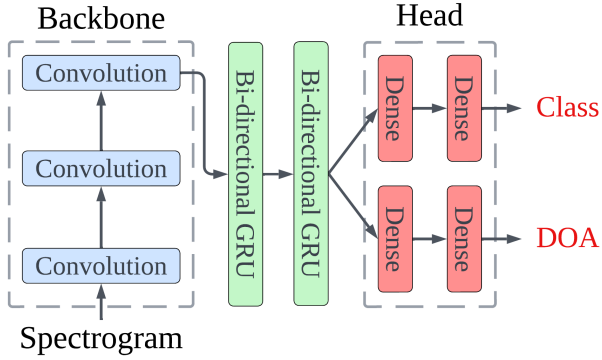 Backbone
Head
Convolution
Convolution
Convolution
Spectrogram
Bi-directional GRU
Bi-directional GRU
Dense
Dense
Class
Dense
Dense
DOA